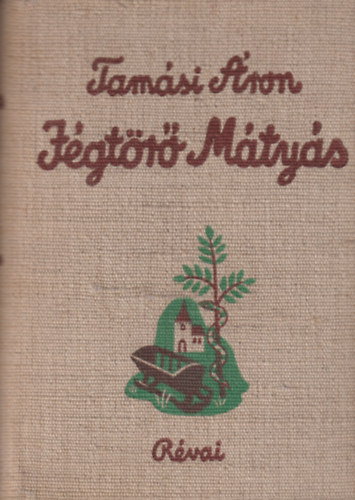 Tamási Áron
Jégtörő Mátyás
Révai